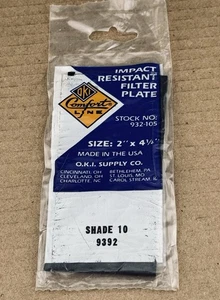 IMPACT
RESISTANT
FILTER
PLATE
OKI
Comfort
LINE
STOCK NO:
932-105
SIZE: 2" x 4¼"
MADE IN THE USA
O.K.I. SUPPLY CO.
CINCINNATI, OH BETHLEHEM, PA
CLEVELAND, OH ST. LOUIS, MO
CHARLOTTE, NC CAROL STREAM, IL
SHADE 10
9392